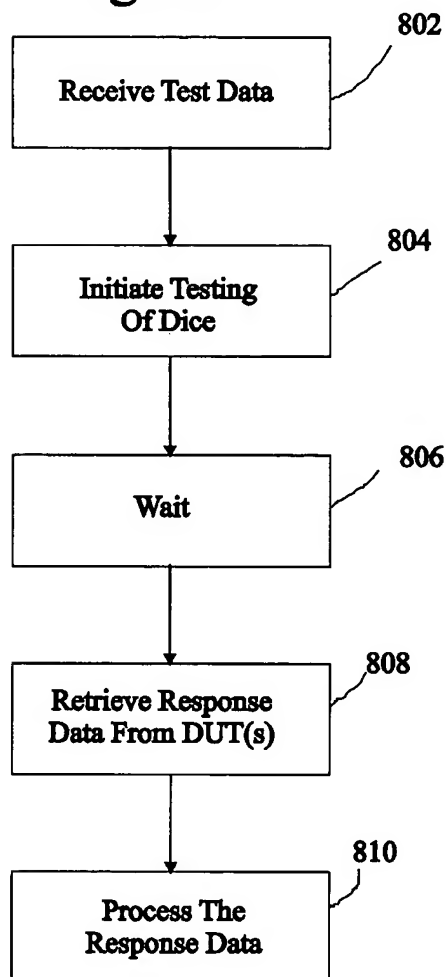 802
Receive Test Data
804
Initiate Testing
Of Dice
806
Wait
808
Retrieve Response
Data From DUT(s)
810
Process The
Response Data